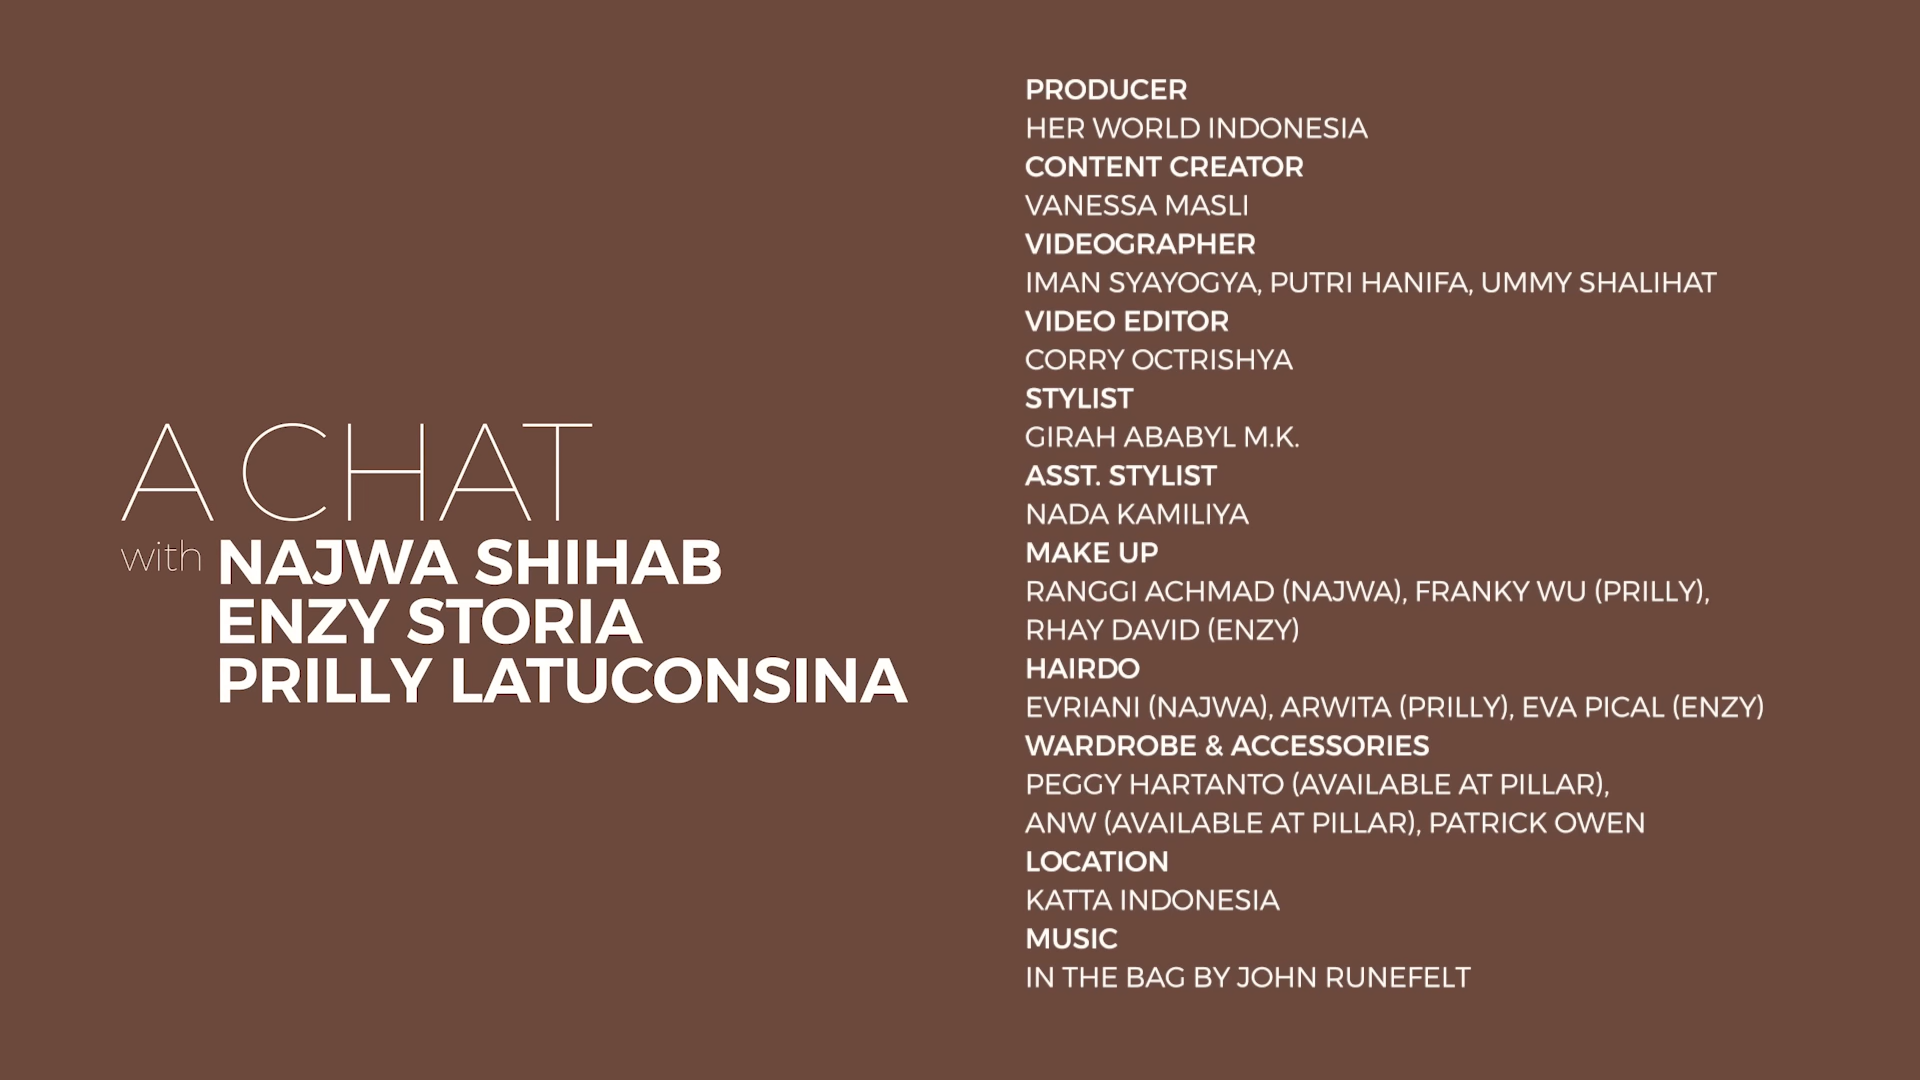 A CHAT
with NAJWA SHIHAB
ENZY STORIA
PRILLY LATUCONSINA
PRODUCER
HER WORLD INDONESIA
CONTENT CREATOR
VANESSA MASLI
VIDEOGRAPHER
IMAN SYAYOGYA, PUTRI HANIFA, UMMY SHALIHAT
VIDEO EDITOR
CORRY OCTRISHYA
STYLIST
GIRAH ABABYL M.K.
ASST. STYLIST
NADA KAMILIYA
MAKE UP
RANGGI ACHMAD (NAJWA), FRANKY WU (PRILLY),
RHAY DAVID (ENZY)
HAIRDO
EVRIANI (NAJWA), ARWITA (PRILLY), EVA PICAL (ENZY)
WARDROBE & ACCESSORIES
PEGGY HARTANTO (AVAILABLE AT PILLAR),
ANW (AVAILABLE AT PILLAR), PATRICK OWEN
LOCATION
KATTA INDONESIA
MUSIC
IN THE BAG BY JOHN RUNEFELT